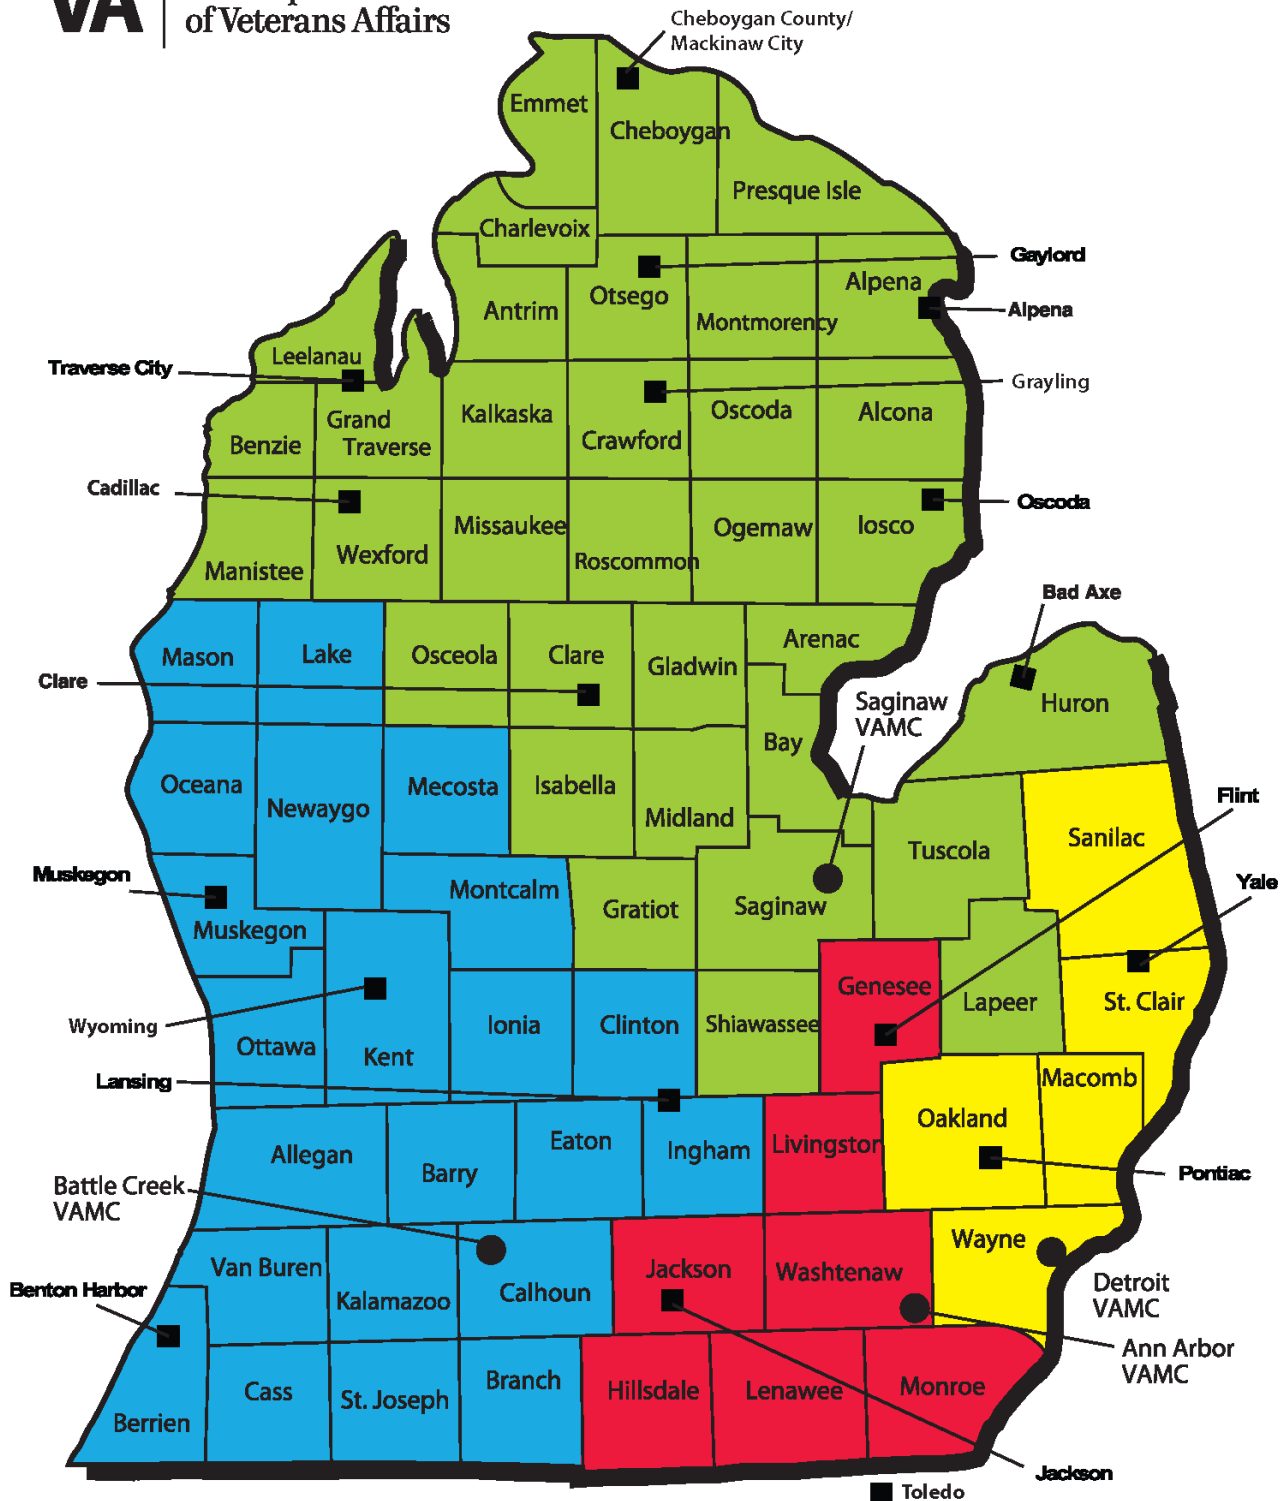 VA
of Veterans Affairs
Cheboygan County/
Mackinaw City
Emmet
Cheboygan
Presque Isle
Charlevoix
Gaylord
Alpena
Otsego
Antrim
Alpena
Montmorency
Leelanau
Traverse City
Grayling
Oscoda
Alcona
Kalkaska
Grand
Traverse
Crawford
Benzie
Cadillac
Oscoda
Missaukee
Ogemaw
Iosco
Wexford
Roscommon
Manistee
Bad Axe
Arenac
Mason
Lake
Osceola
Clare
Gladwin
Clare
Saginaw
VAMC
Huron
Bay
Oceana
Newaygo
Mecosta
Isabella
Midland
Flint
Sanilac
Tuscola
Muskegon
Yale
Montcalm
Gratiot
Saginaw
Muskegon
Genesee
Lapeer
St. Clair
Wyoming
Ionia
Clinton
Shiawassee
Ottawa
Kent
Lansing
Macomb
Oakland
Allegan
Barry
Eaton
Ingham
Livingston
Pontiac
Battle Creek
VAMC
Wayne
Van Buren
Jackson
Washtenaw
Detroit
VAMC
Benton Harbor
Kalamazoo
Calhoun
Ann Arbor
VAMC
Cass
St. Joseph
Branch
Hillsdale
Lenawee
Monroe
Berrien
Jackson
Toledo